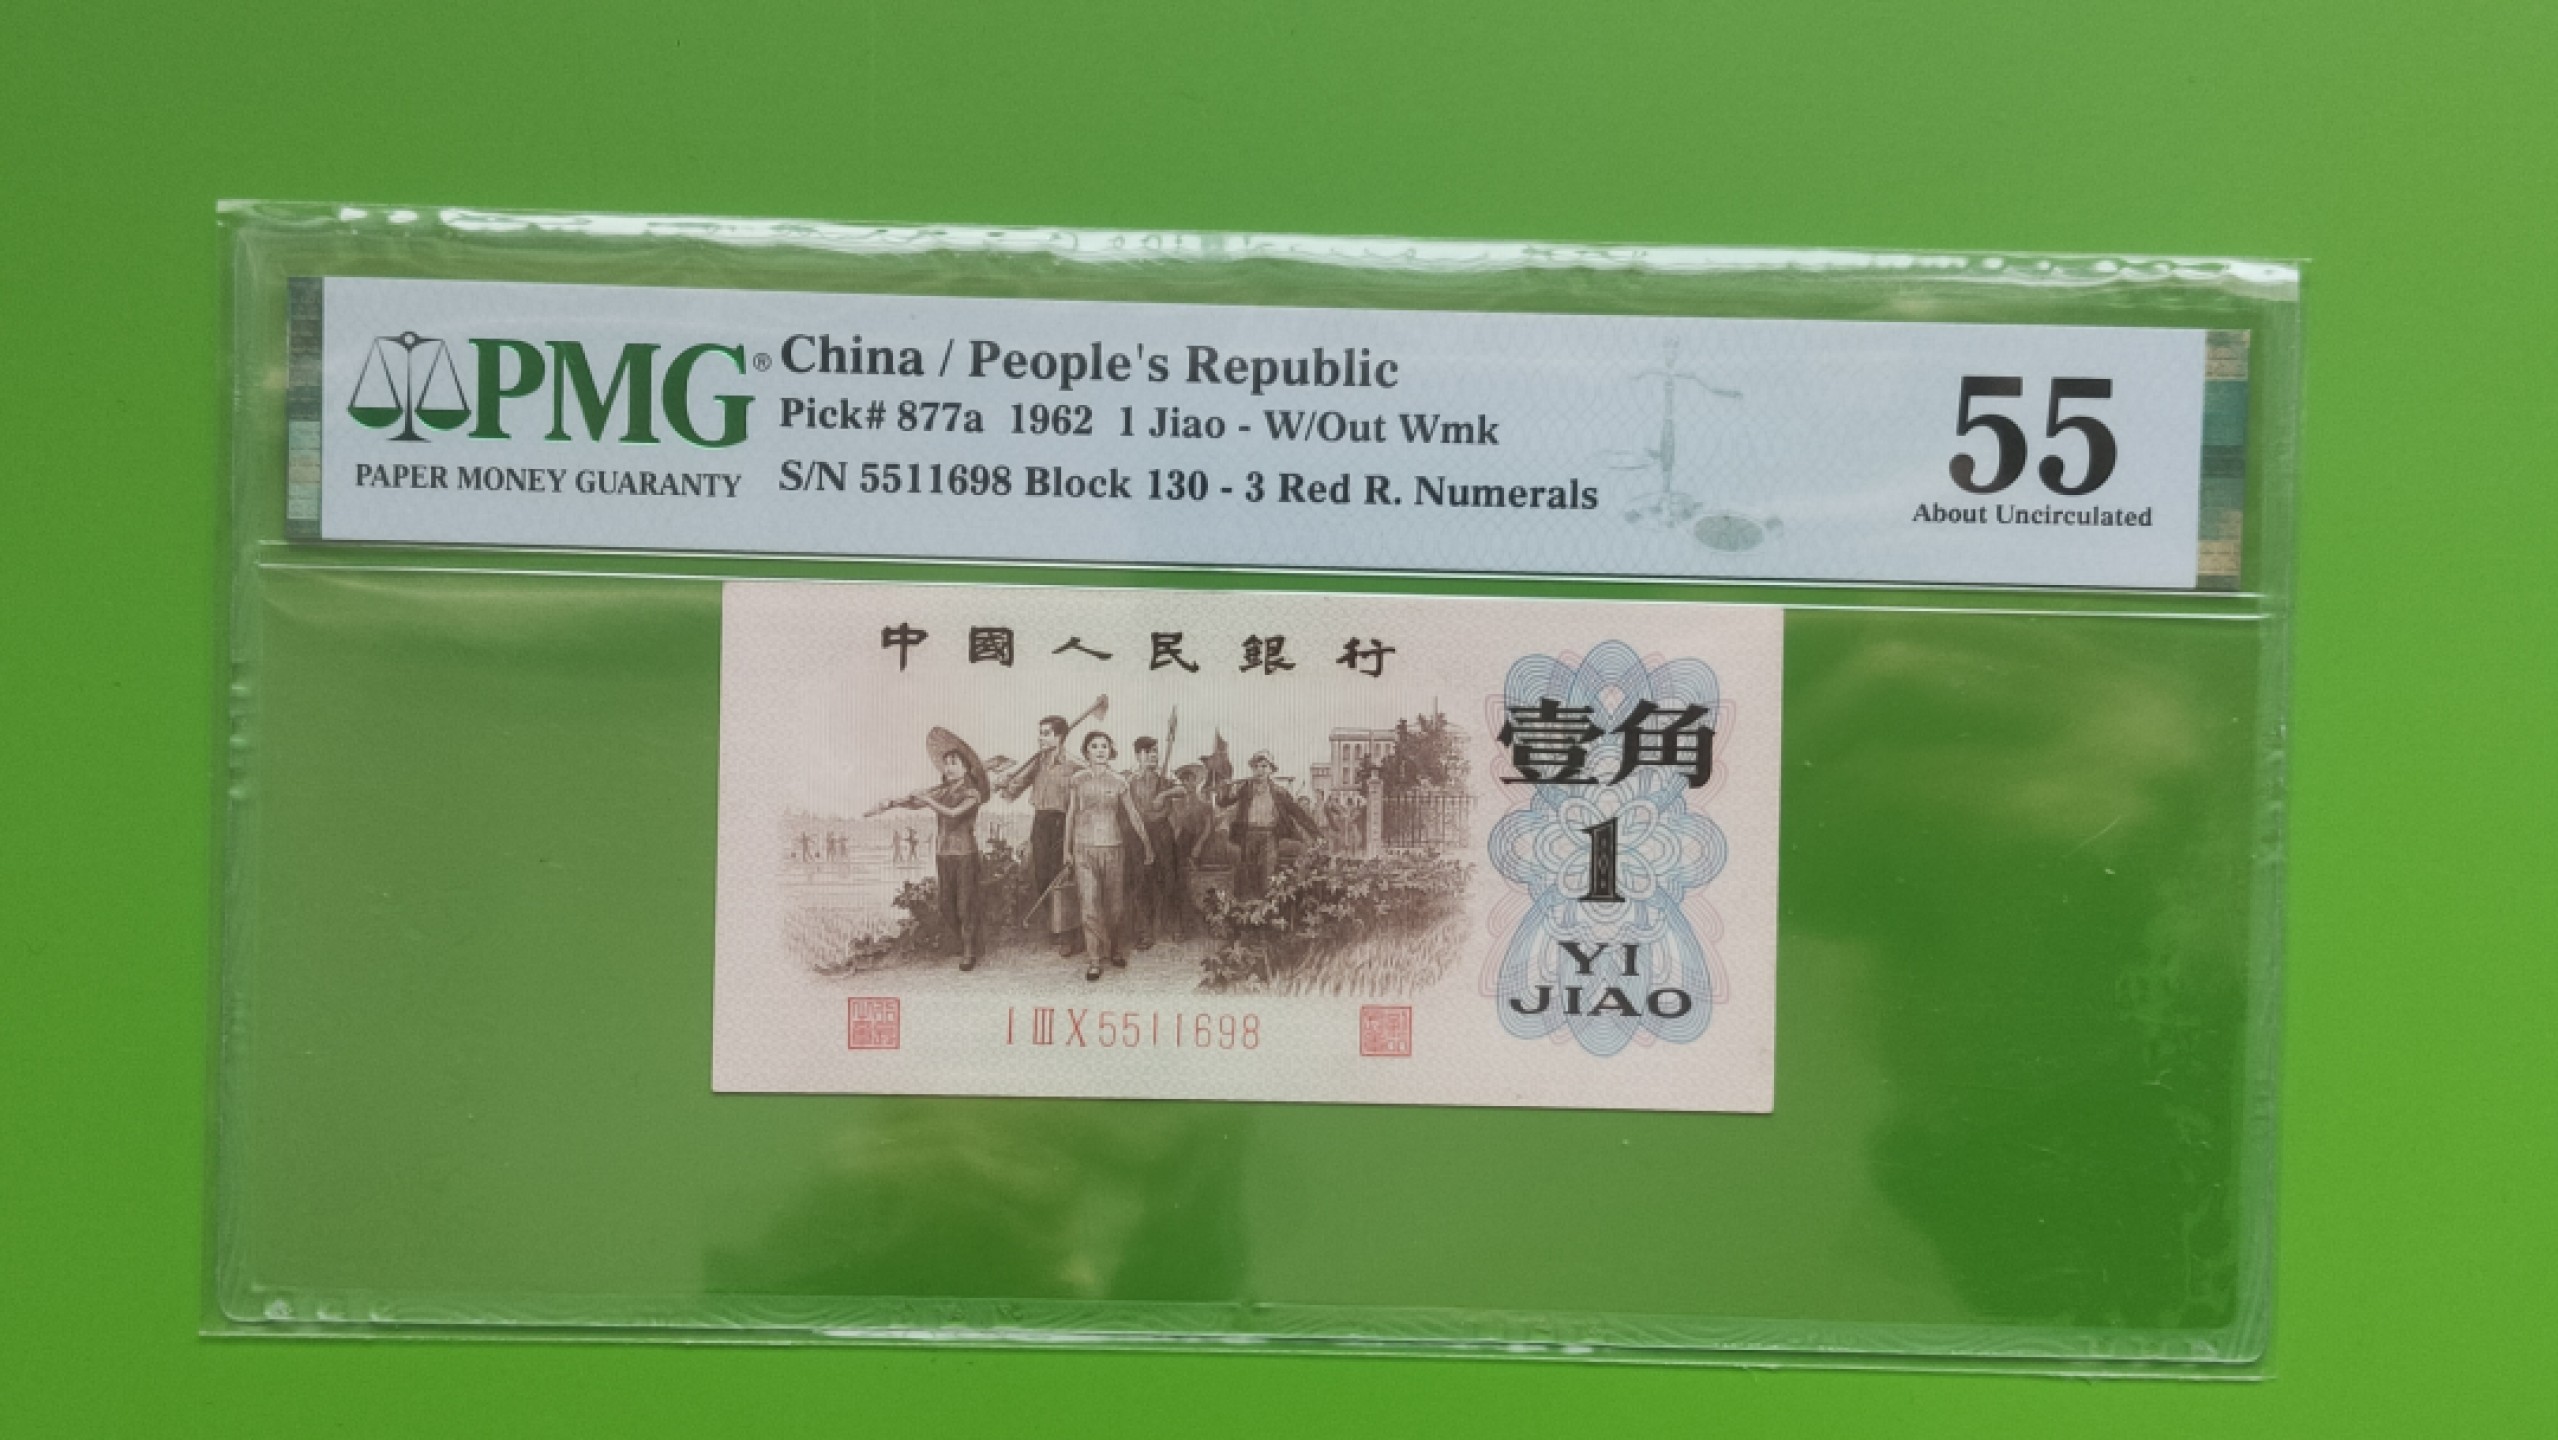 PMG®
PAPER MONEY GUARANTY
China / People's Republic
Pick# 877a 1962 1 Jiao - W/Out Wmk
S/N 5511698 Block 130 - 3 Red R. Numerals
55
About Uncirculated
中國人民銀行
壹角
1
YI
JIAO
I III X 5511698